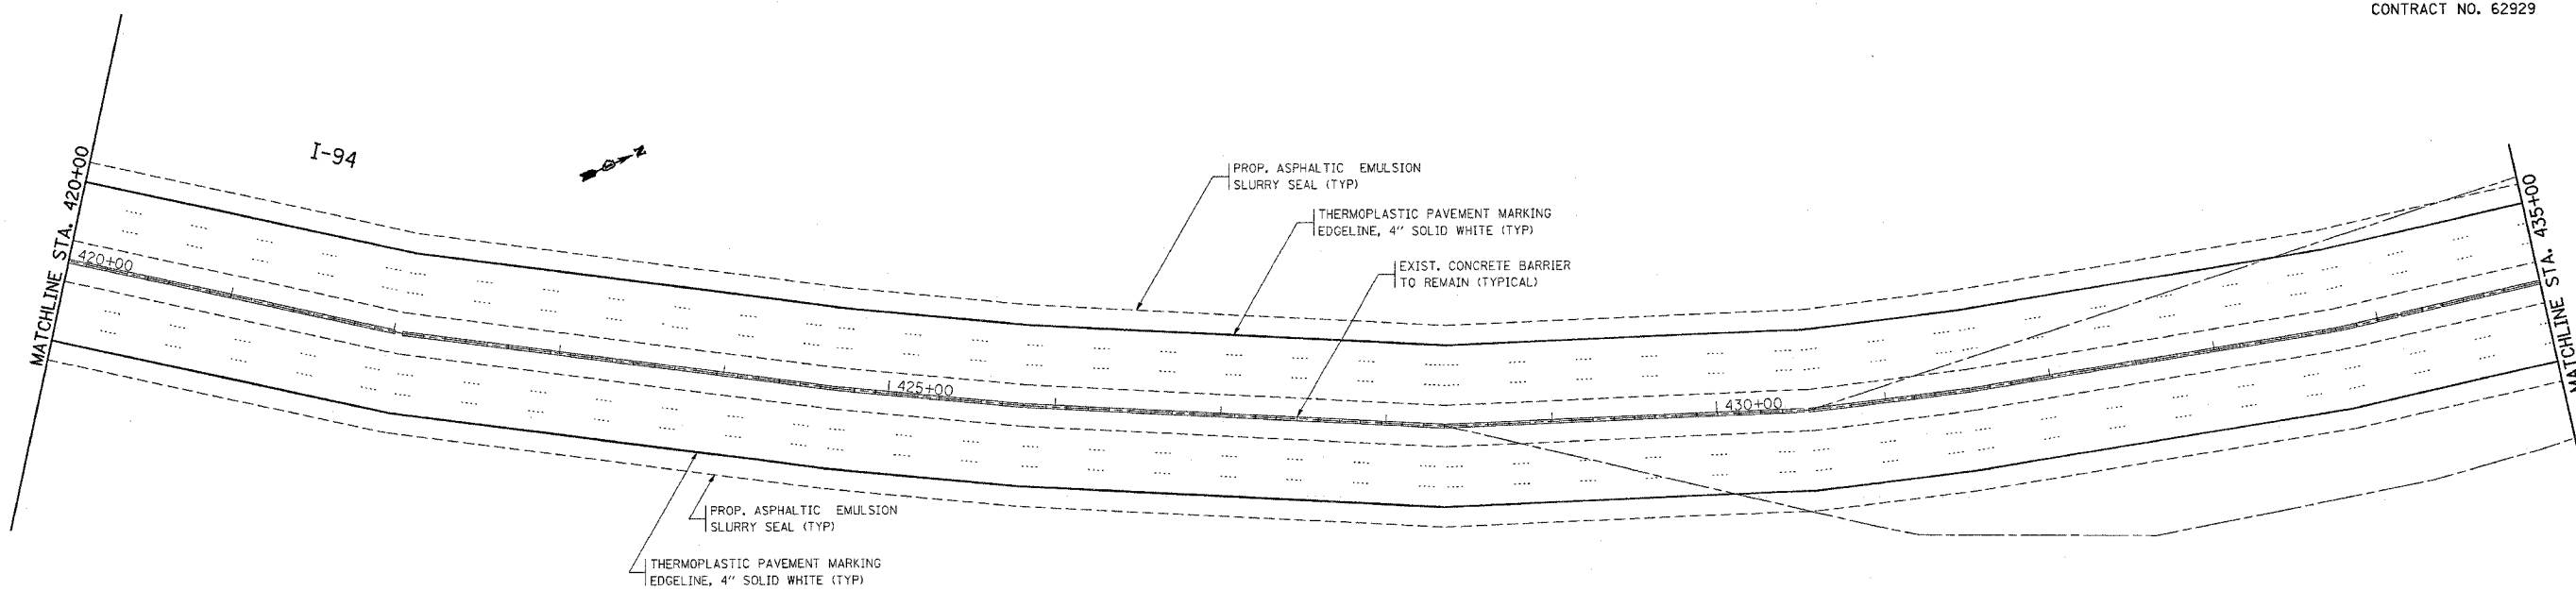 CONTRACT NO. 62929
I-94
N
MATCHLINE STA. 420+00
420+00
PROP. ASPHALTIC EMULSION
SLURRY SEAL (TYP)
THERMOPLASTIC PAVEMENT MARKING
EDGELINE, 4" SOLID WHITE (TYP)
EXIST. CONCRETE BARRIER
TO REMAIN (TYPICAL)
425+00
430+00
MATCHLINE STA. 435+00
PROP. ASPHALTIC EMULSION
SLURRY SEAL (TYP)
THERMOPLASTIC PAVEMENT MARKING
EDGELINE, 4" SOLID WHITE (TYP)